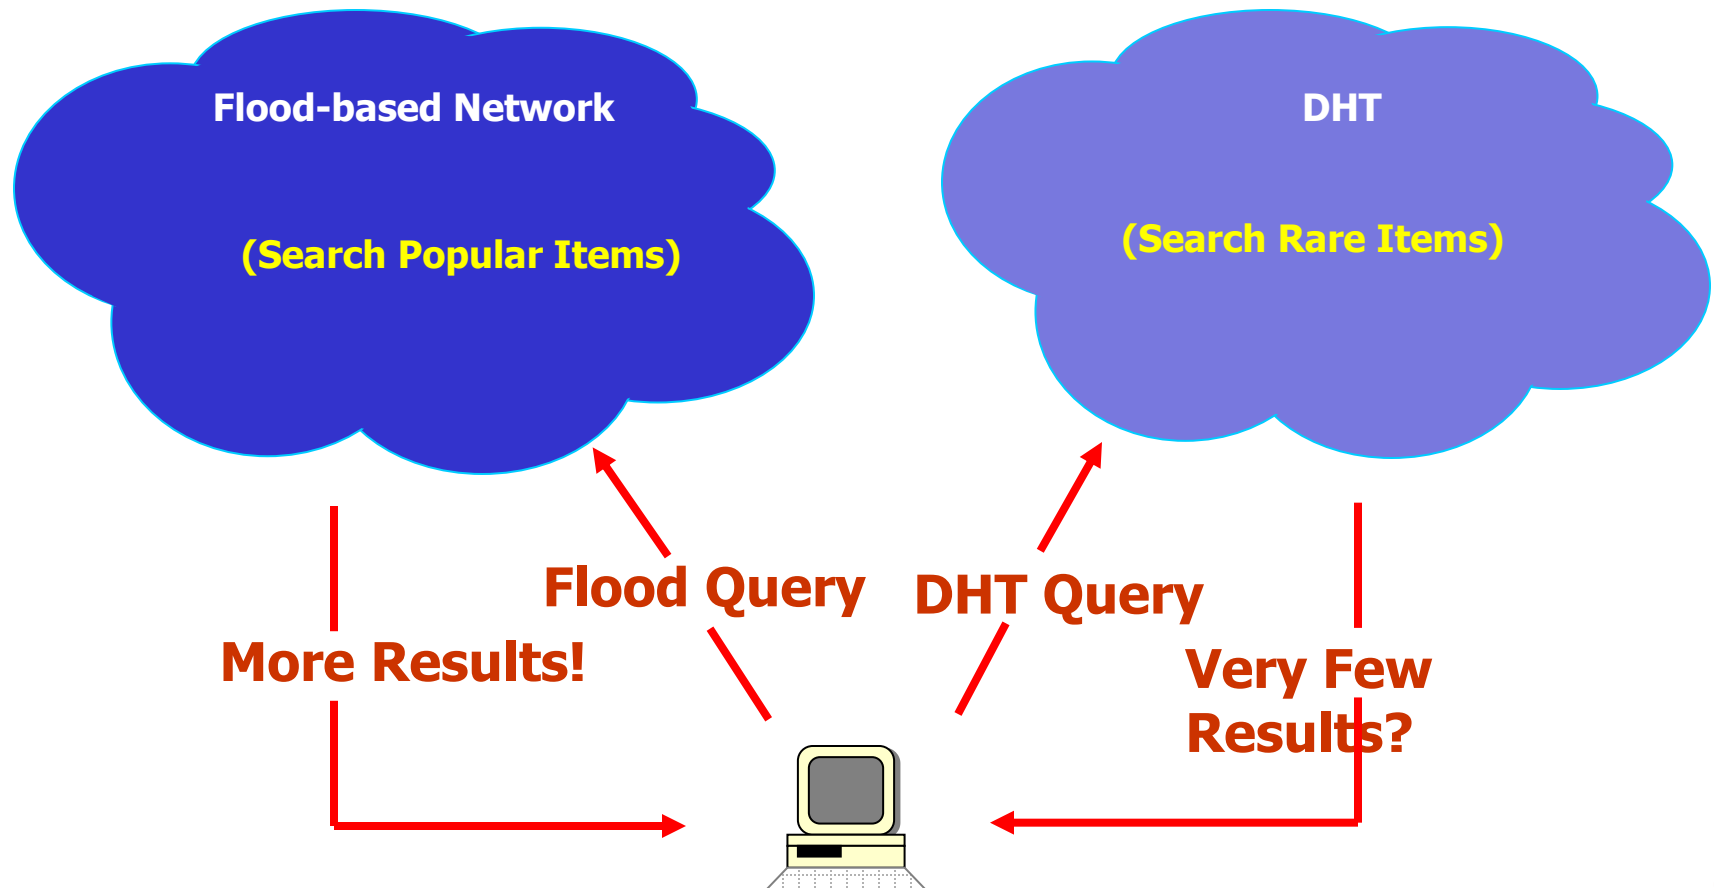 Flood-based Network
(Search Popular Items)
DHT
(Search Rare Items)
Flood Query
DHT Query
More Results!
Very Few
Results?